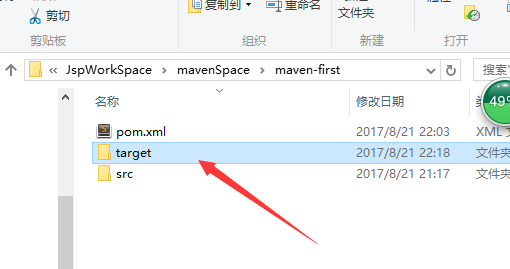 复制到 重命名
文件夹
剪贴板 组织 新建 打开
« JspWorkSpace > mavenSpace > maven-first
搜索
名称 修改日期
49%
pom.xml 2017/8/21 22:03 XML
target 2017/8/21 22:18 文件夹
src 2017/8/21 21:17 文件夹